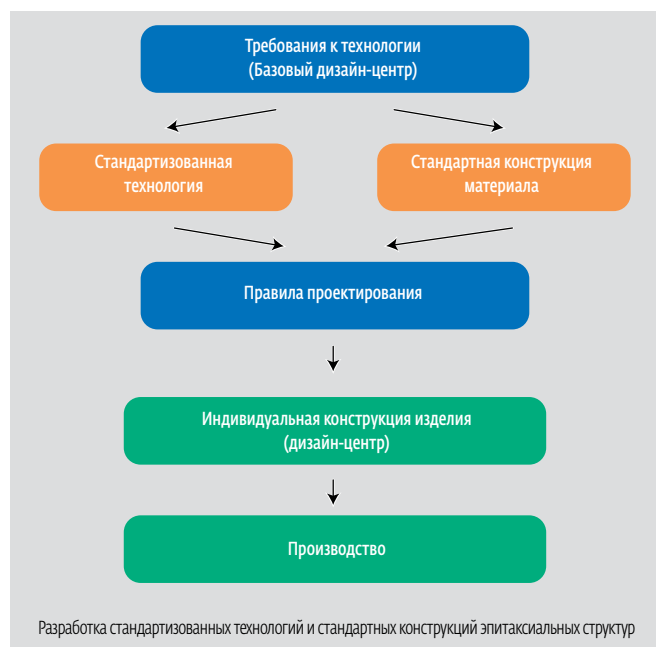 Требования к технологии
(Базовый дизайн-центр)
Стандартизованная
технология
Стандартная конструкция
материала
Правила проектирования
Индивидуальная конструкция изделия
(дизайн-центр)
Производство
Разработка стандартизованных технологий и стандартных конструкций эпитаксиальных структур